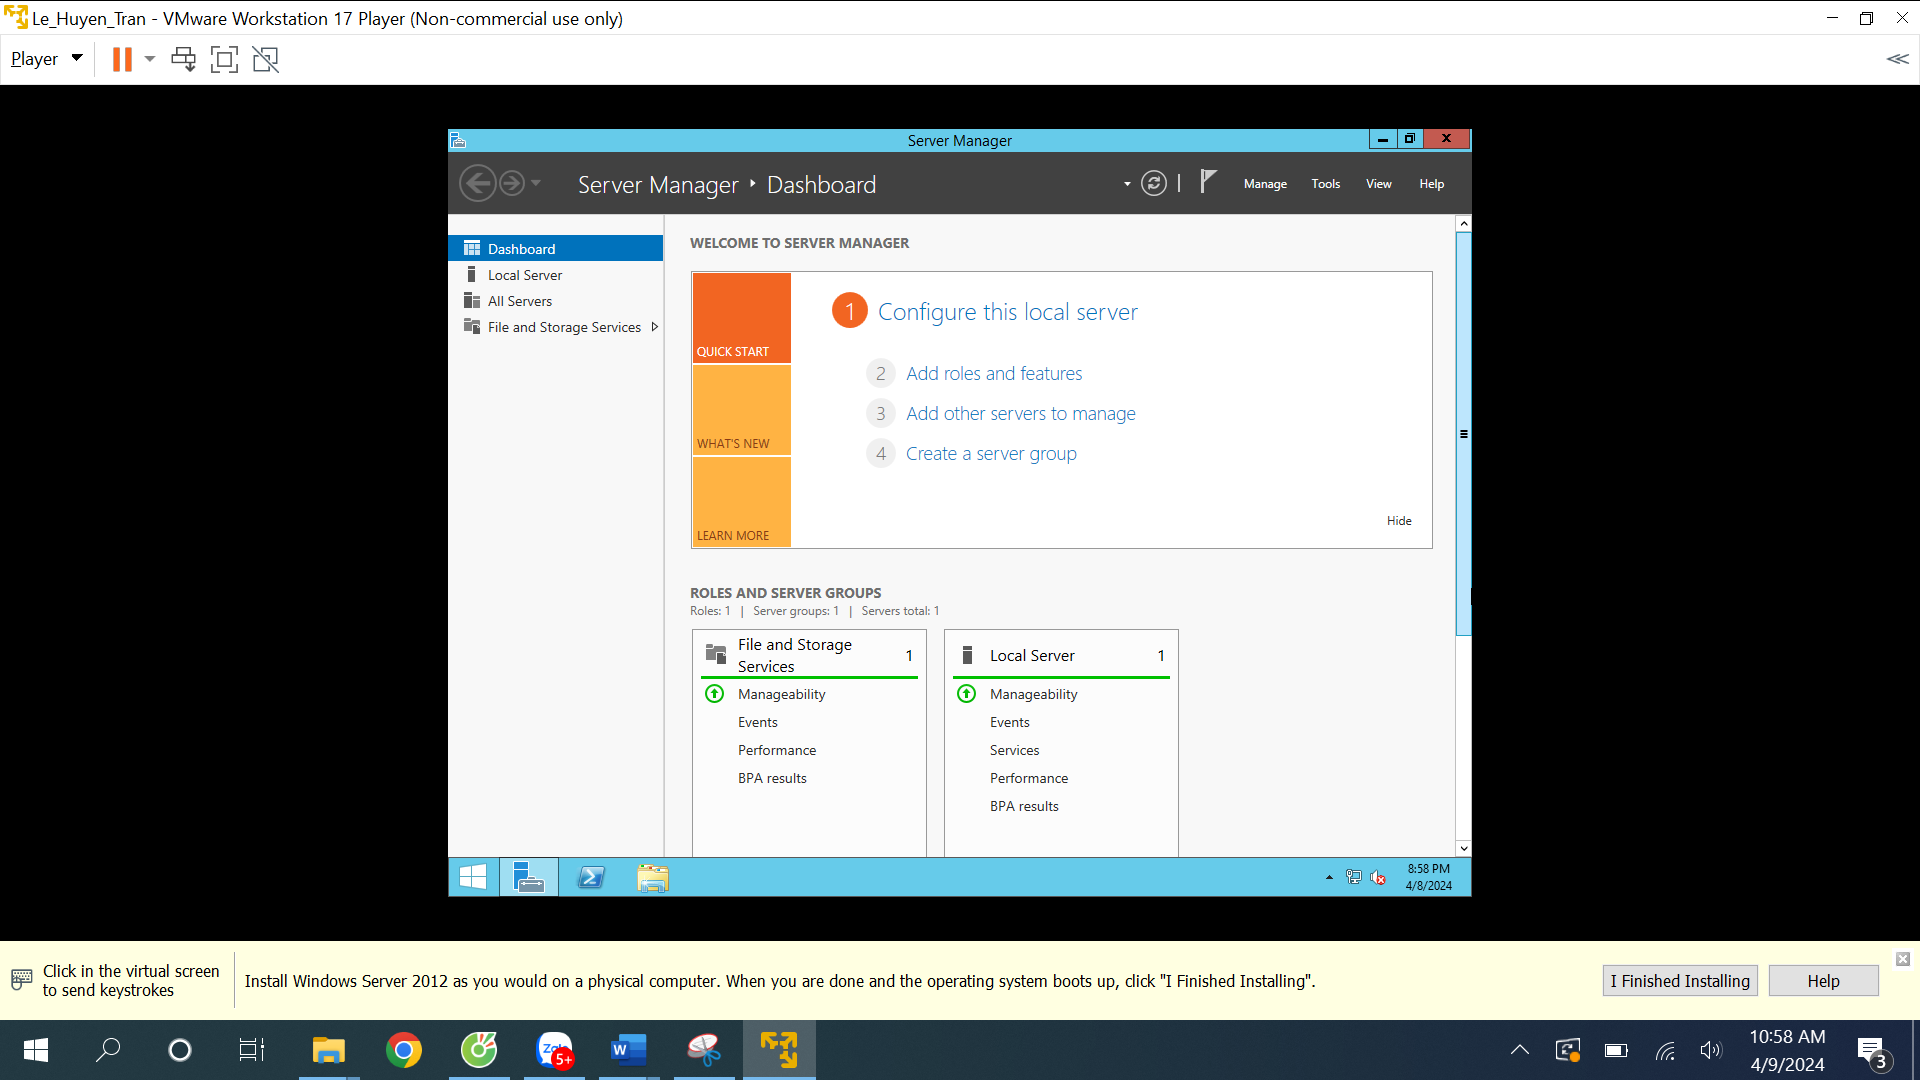 Le_Huyen_Tran - VMware Workstation 17 Player (Non-commercial use only)
Player
Server Manager
Server Manager ‣ Dashboard
Manage Tools View Help
Dashboard
Local Server
All Servers
File and Storage Services
WELCOME TO SERVER MANAGER
QUICK START
WHAT'S NEW
LEARN MORE
1 Configure this local server
2 Add roles and features
3 Add other servers to manage
4 Create a server group
Hide
ROLES AND SERVER GROUPS
Roles: 1 | Server groups: 1 | Servers total: 1
File and Storage
Services
1
Manageability
Events
Performance
BPA results
Local Server 1
Manageability
Events
Services
Performance
BPA results
8:58 PM
4/8/2024
Click in the virtual screen
to send keystrokes
Install Windows Server 2012 as you would on a physical computer. When you are done and the operating system boots up, click "I Finished Installing".
I Finished Installing
Help
5+
W
10:58 AM
4/9/2024
3